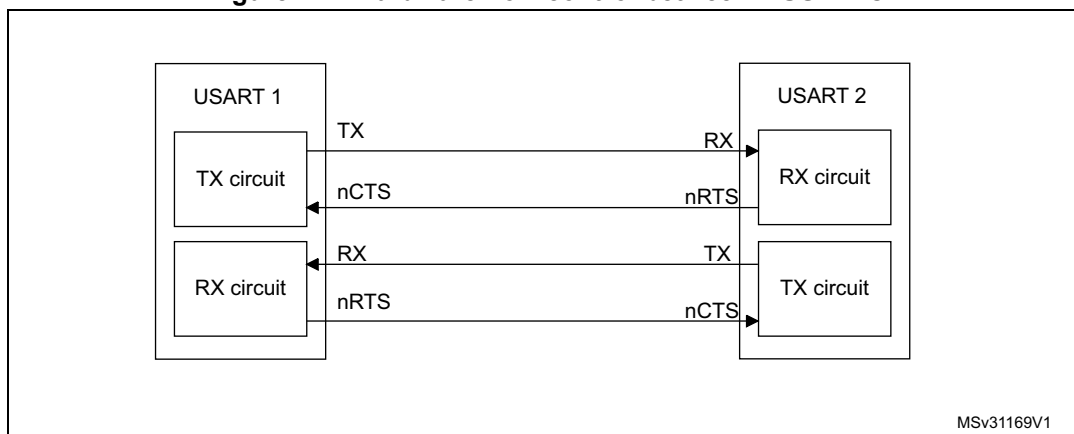 USART 1
USART 2
TX
RX
TX circuit
RX circuit
nCTS
nRTS
RX
TX
RX circuit
TX circuit
nRTS
nCTS
MSv31169V1